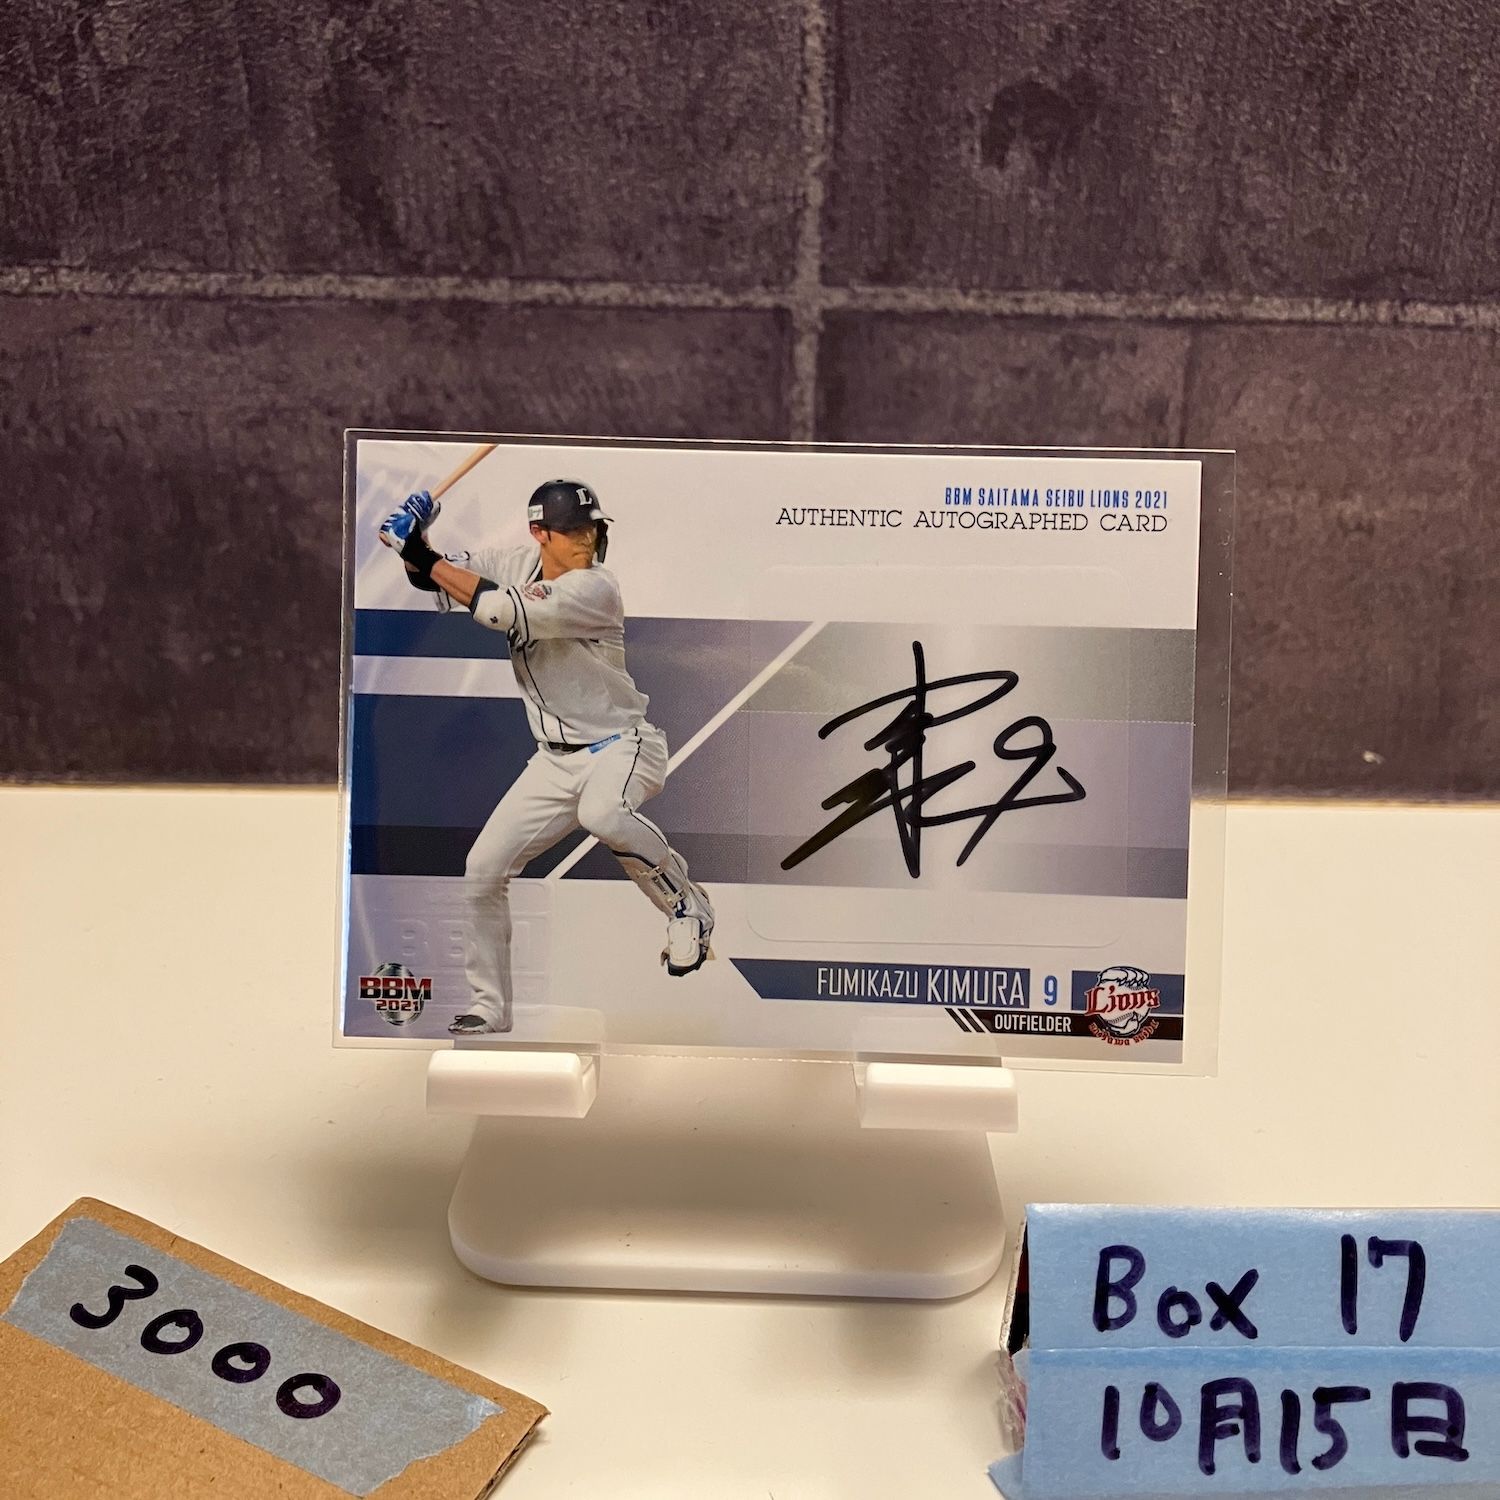 BBM SAITAMA SEIBU LIONS 2021
AUTHENTIC AUTOGRAPHED CARD
L
9
BBM
2021
FUMIKAZU KIMURA 9
OUTFIELDER
Lions
3000
Box 17
10月15日